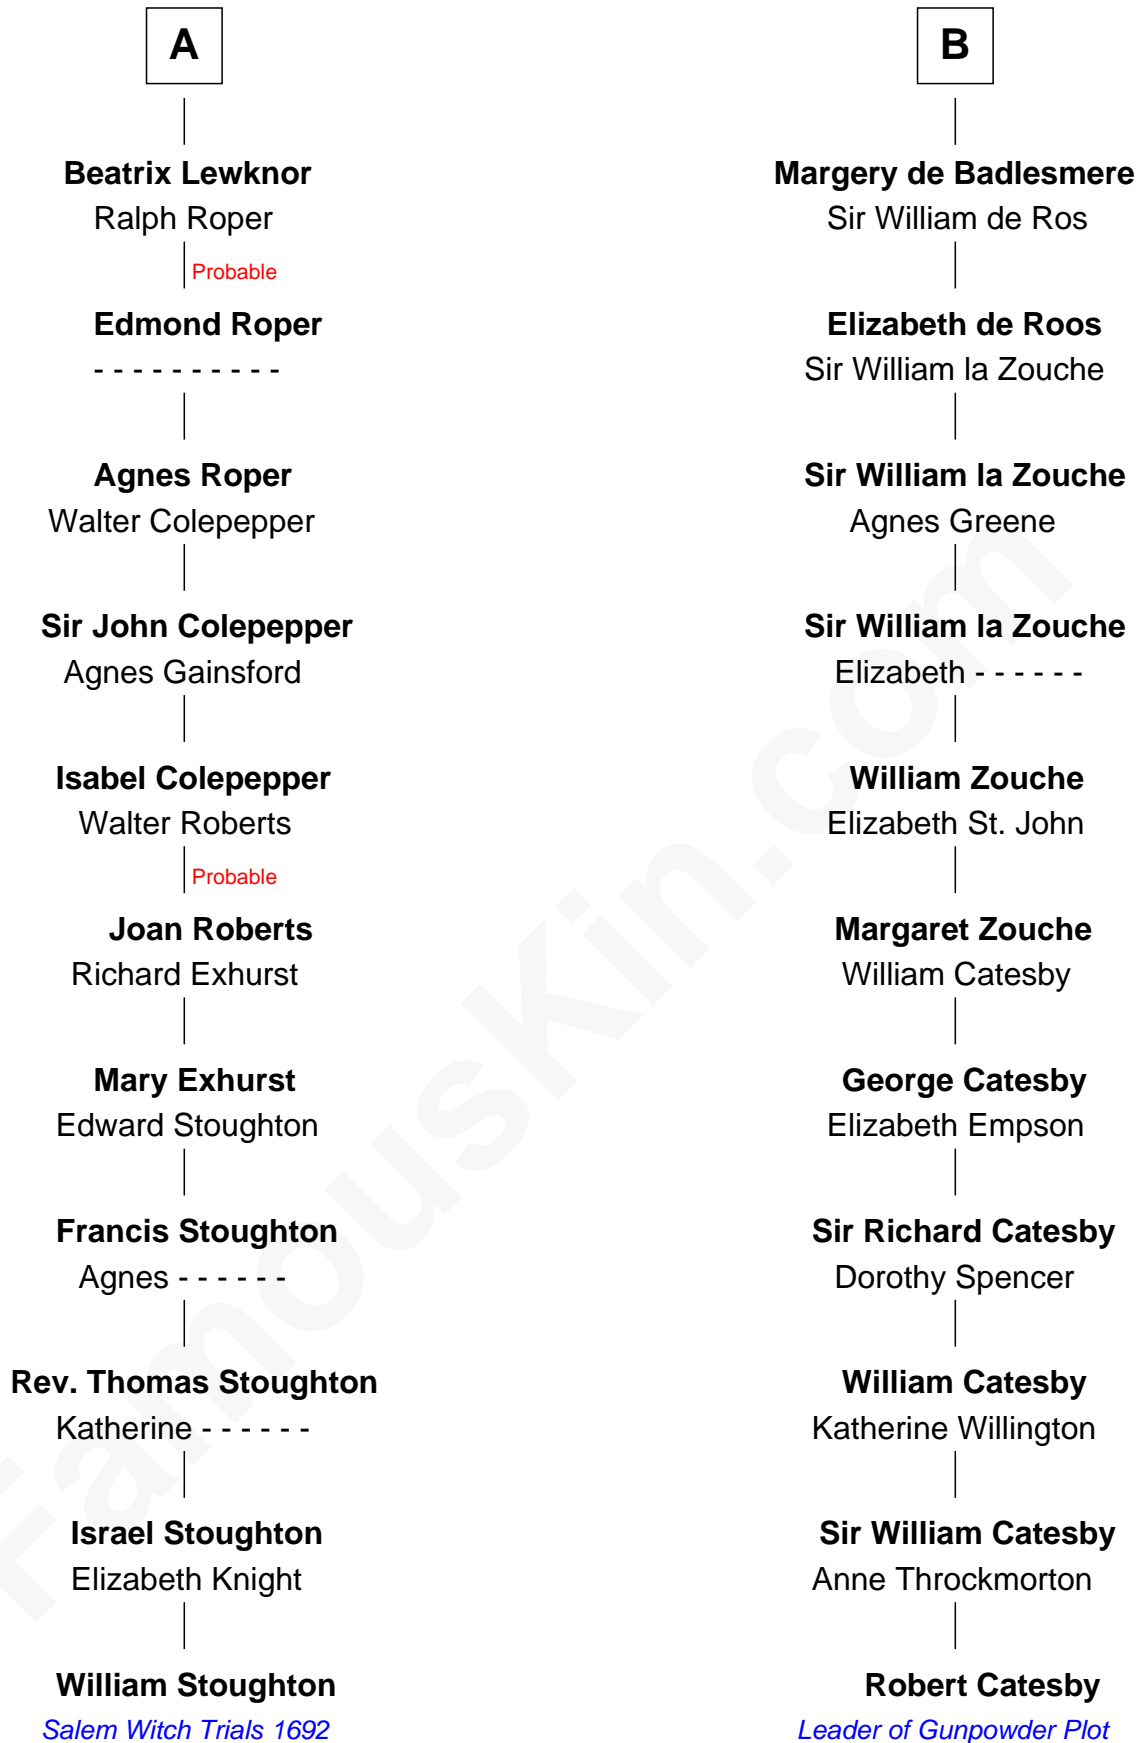 A
Beatrix Lewknor
Ralph Roper
Probable
Edmond Roper
- - - - - - - - - -
Agnes Roper
Walter Colepepper
Sir John Colepepper
Agnes Gainsford
Isabel Colepepper
Walter Roberts
Probable
Joan Roberts
Richard Exhurst
Mary Exhurst
Edward Stoughton
Francis Stoughton
Agnes - - - - - -
Rev. Thomas Stoughton
Katherine - - - - - -
Israel Stoughton
Elizabeth Knight
William Stoughton
Salem Witch Trials 1692
B
Margery de Badlesmere
Sir William de Ros
Elizabeth de Roos
Sir William la Zouche
Sir William la Zouche
Agnes Greene
Sir William la Zouche
Elizabeth - - - - - -
William Zouche
Elizabeth St. John
Margaret Zouche
William Catesby
George Catesby
Elizabeth Empson
Sir Richard Catesby
Dorothy Spencer
William Catesby
Katherine Willington
Sir William Catesby
Anne Throckmorton
Robert Catesby
Leader of Gunpowder Plot
FamousKin.com